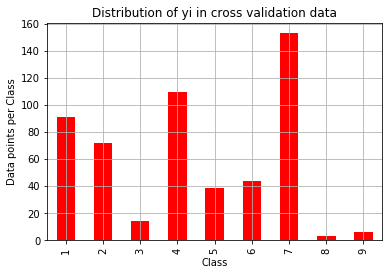 Distribution of yi in cross validation data
160
140
120
100
80
60
40
20
0
Data points per Class
1 2 3 4 5 6 7 8 9
Class